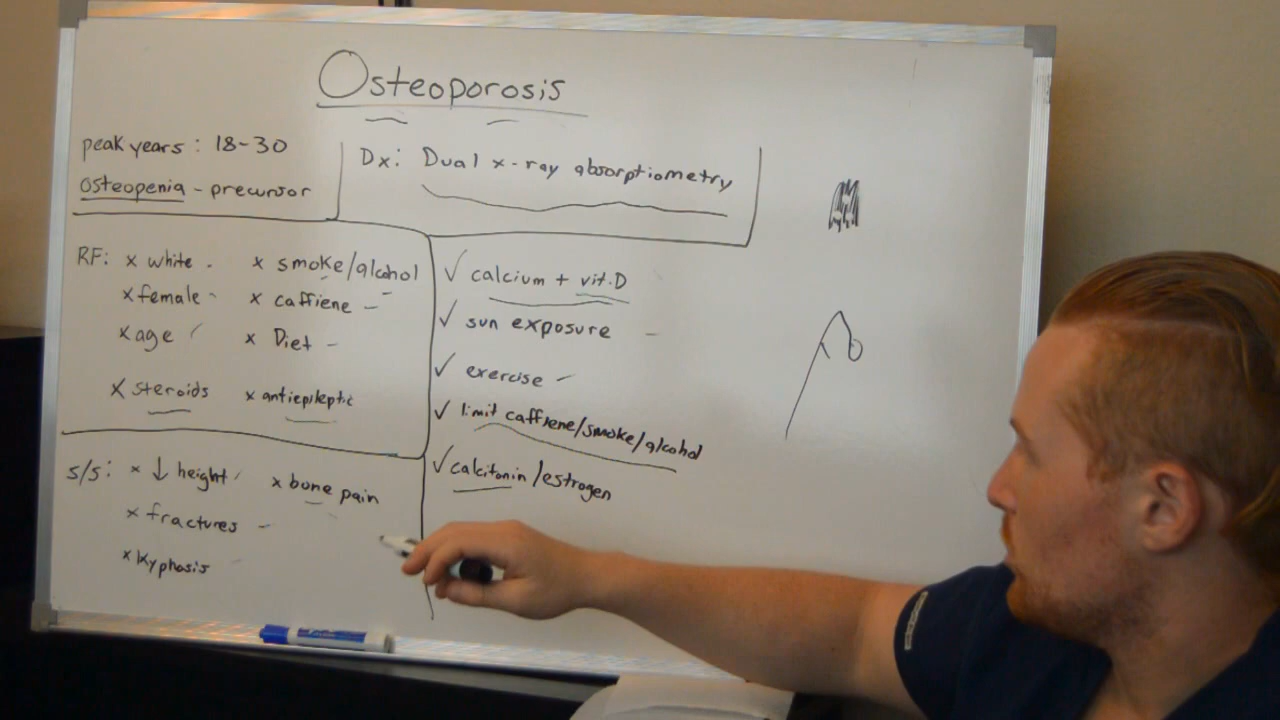 Osteoporosis
peak years: 18-30
osteopenia - precursor
Dx: Dual x-ray absorptiometry
RF: x white x smoke/alcohol
x female x caffiene
x age x Diet
x steroids x antiepileptic
✓ calcium + vit.D
✓ sun exposure
✓ exercise
✓ limit caffiene/smoke/alcohol
✓ calcitonin/estrogen
s/s: x ↓ height x bone pain
x fractures
x kyphosis